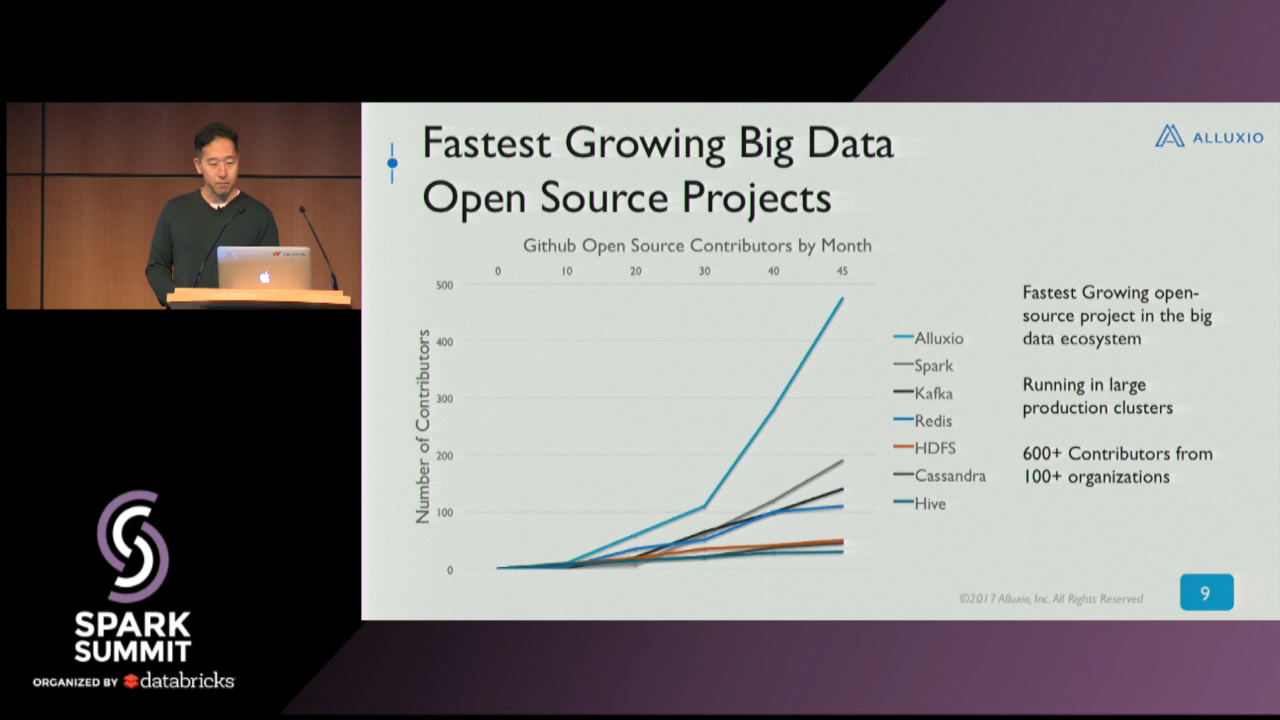 Fastest Growing Big Data
Open Source Projects
ALLUXIO
Github Open Source Contributors by Month
0 10 20 30 40 45
500
400
300
200
100
0
Number of Contributors
Alluxio
Spark
Kafka
Redis
HDFS
Cassandra
Hive
Fastest Growing open-
source project in the big
data ecosystem
Running in large
production clusters
600+ Contributors from
100+ organizations
©2017 Alluxio, Inc. All Rights Reserved
9
SPARK
SUMMIT
ORGANIZED BY databricks